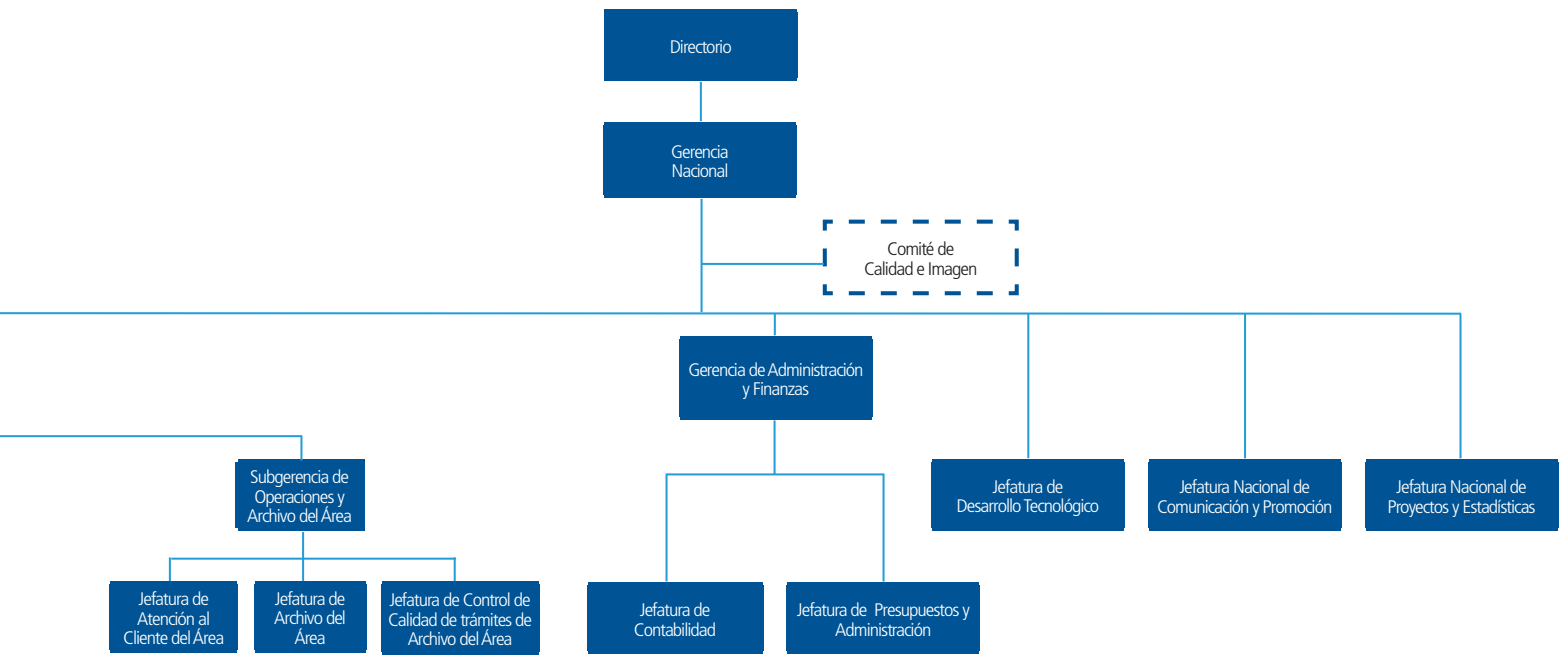 Directorio
Gerencia
Nacional
Comité de
Calidad e Imagen
Gerencia de Administración
y Finanzas
Subgerencia de
Operaciones y
Archivo del Área
Jefatura de
Desarrollo Tecnológico
Jefatura Nacional de
Comunicación y Promoción
Jefatura Nacional de
Proyectos y Estadísticas
Jefatura de
Atención al
Cliente del Área
Jefatura de
Archivo del
Área
Jefatura de Control de
Calidad de trámites de
Archivo del Área
Jefatura de
Contabilidad
Jefatura de Presupuestos y
Administración